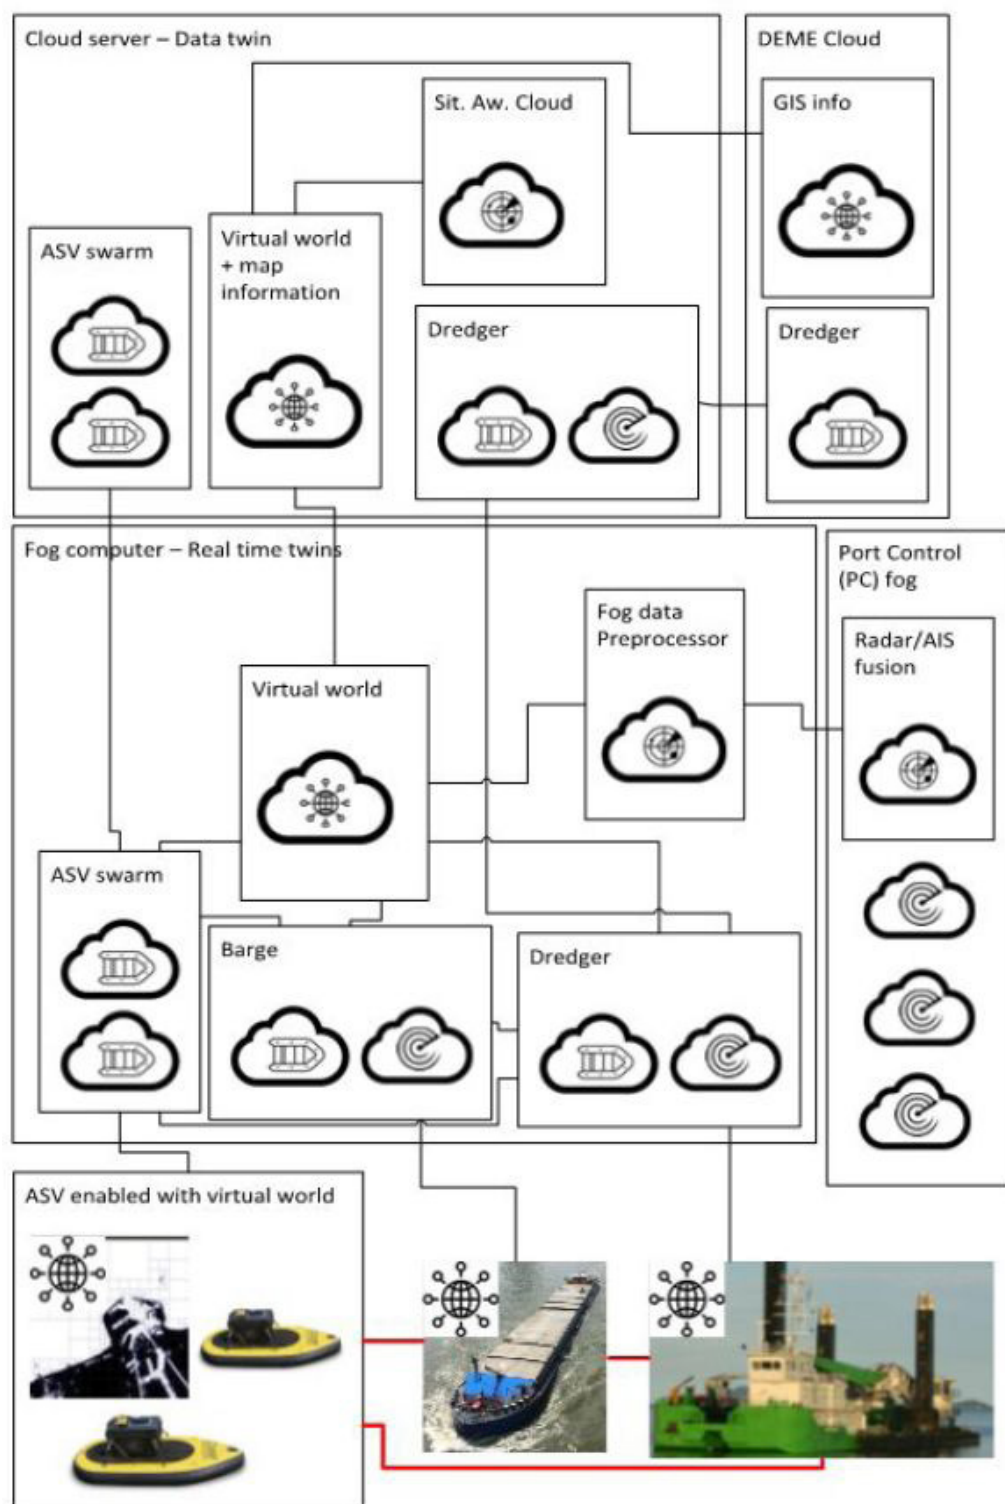 Cloud server – Data twin
DEME Cloud
Sit. Aw. Cloud
GIS info
ASV swarm
Virtual world
+ map
information
Dredger
Dredger
Fog computer – Real time twins
Port Control
(PC) fog
Fog data
Preprocessor
Radar/AIS
fusion
Virtual world
ASV swarm
Barge
Dredger
ASV enabled with virtual world